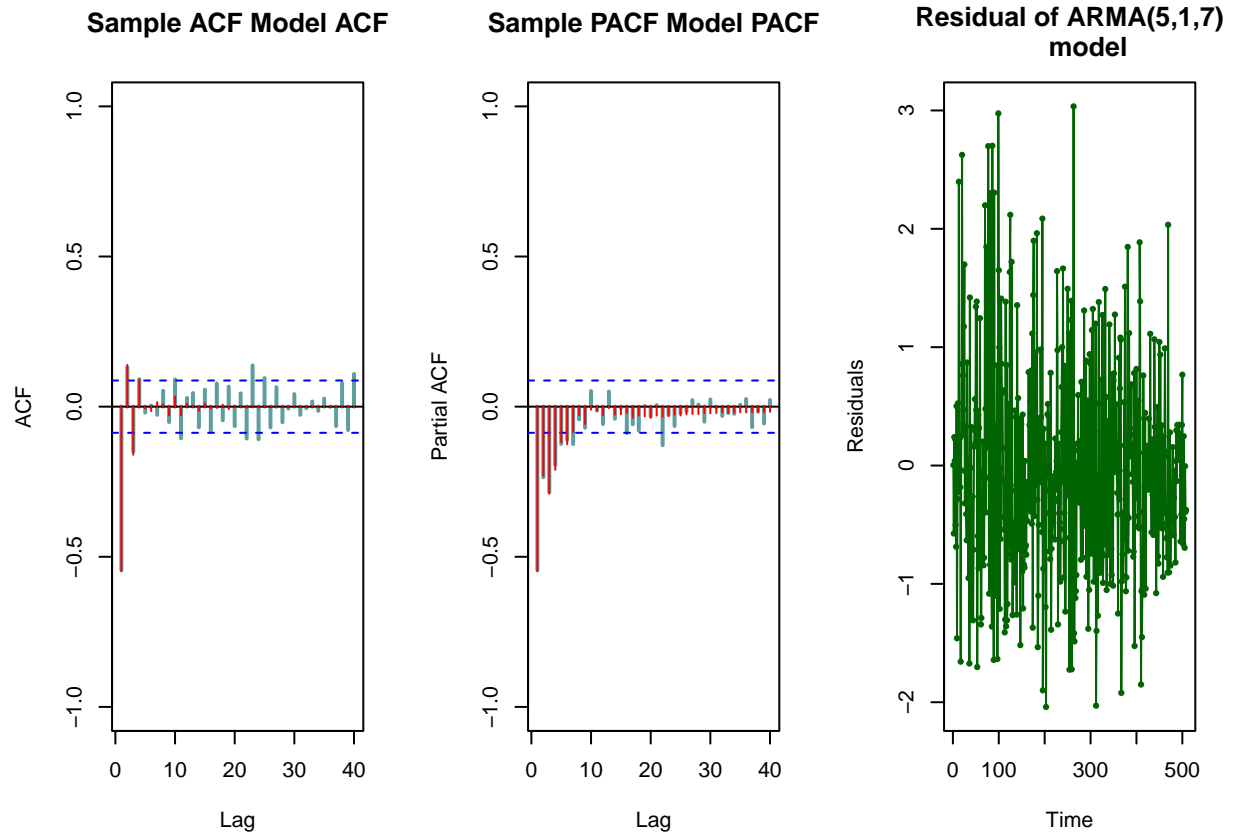 Sample ACF Model ACF
1.0
0.5
0.0
−0.5
−1.0
ACF
0 10 20 30 40
Lag
Sample PACF Model PACF
1.0
0.5
0.0
−0.5
−1.0
Partial ACF
0 10 20 30 40
Lag
Residual of ARMA(5,1,7)
model
3
2
1
0
−1
−2
Residuals
0 100 300 500
Time